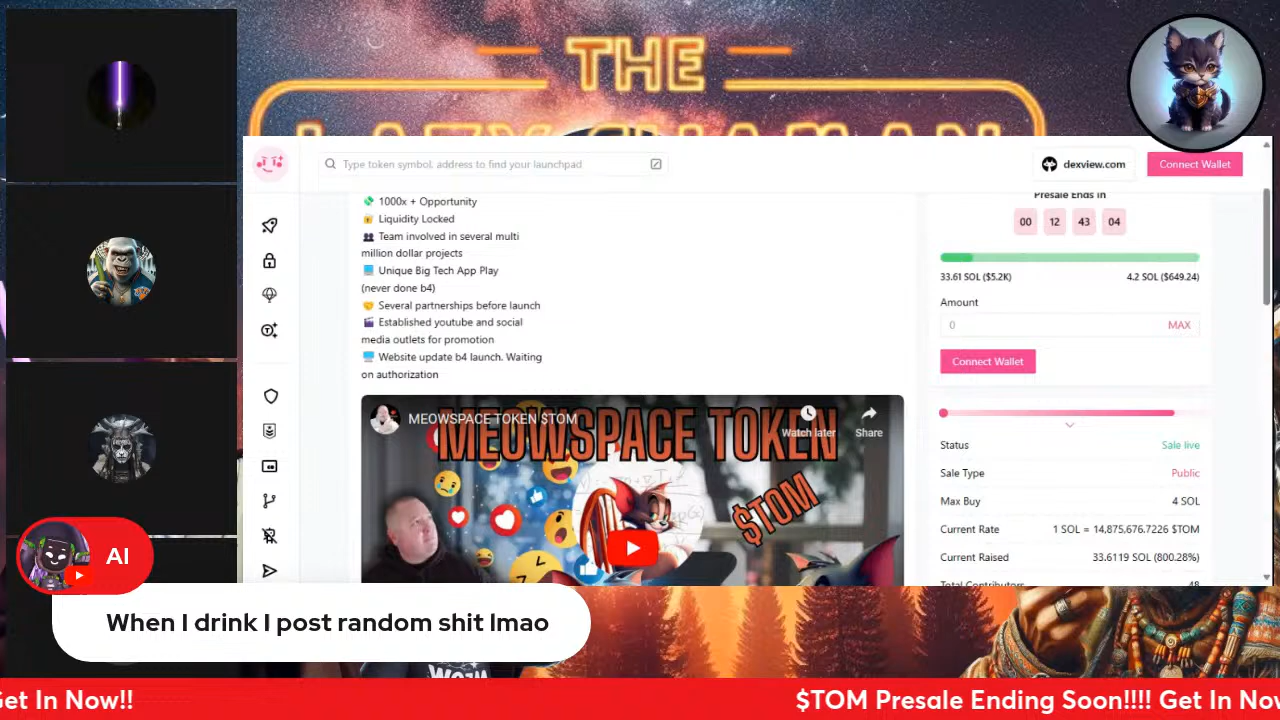 THE
LAZY SHAMAN
Type token symbol, address to find your launchpad
dexview.com
Connect Wallet
1000x + Opportunity
Liquidity Locked
Team involved in several multi
million dollar projects
Unique Big Tech App Play
(never done b4)
Several partnerships before launch
Established youtube and social
media outlets for promotion
Website update b4 launch. Waiting
on authorization
MEOWSPACE TOKEN $TOM
Watch later
Share
MEOWSPACE TOKEN
$TOM
Presale Ends In
00 12 43 04
33.61 SOL ($5.2K) 4.2 SOL ($649.24)
Amount
0 MAX
Connect Wallet
Status Sale live
Sale Type Public
Max Buy 4 SOL
Current Rate 1 SOL = 14,875,676.7226 $TOM
Current Raised 33.6119 SOL (800.28%)
Total Contributors 48
AI
When I drink I post random shit lmao
Get In Now!! $TOM Presale Ending Soon!!!! Get In Now